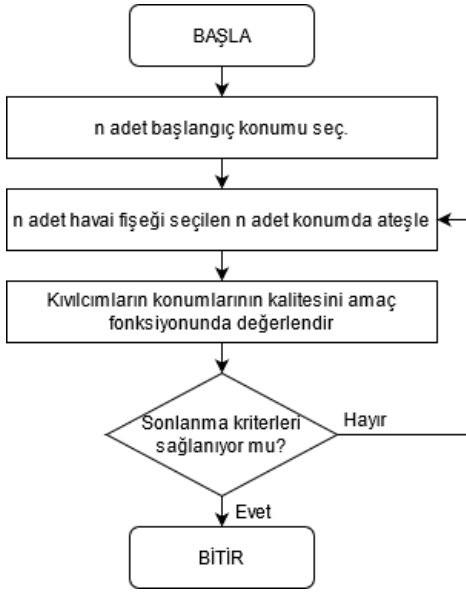 BAŞLA
n adet başlangıç konumu seç.
n adet havai fişeği seçilen n adet konumda ateşle
Kıvılcımların konumlarının kalitesini amaç
fonksiyonunda değerlendir
Sonlanma kriterleri
sağlanıyor mu?
Hayır
Evet
BİTİR